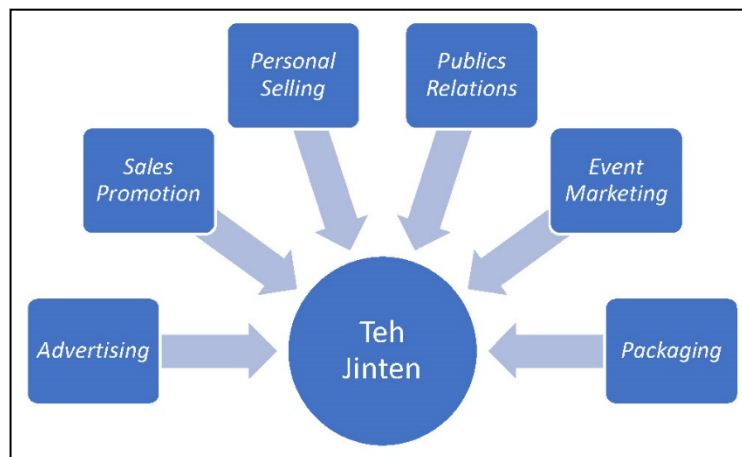 Personal
Selling
Publics
Relations
Sales
Promotion
Event
Marketing
Advertising
Teh
Jinten
Packaging